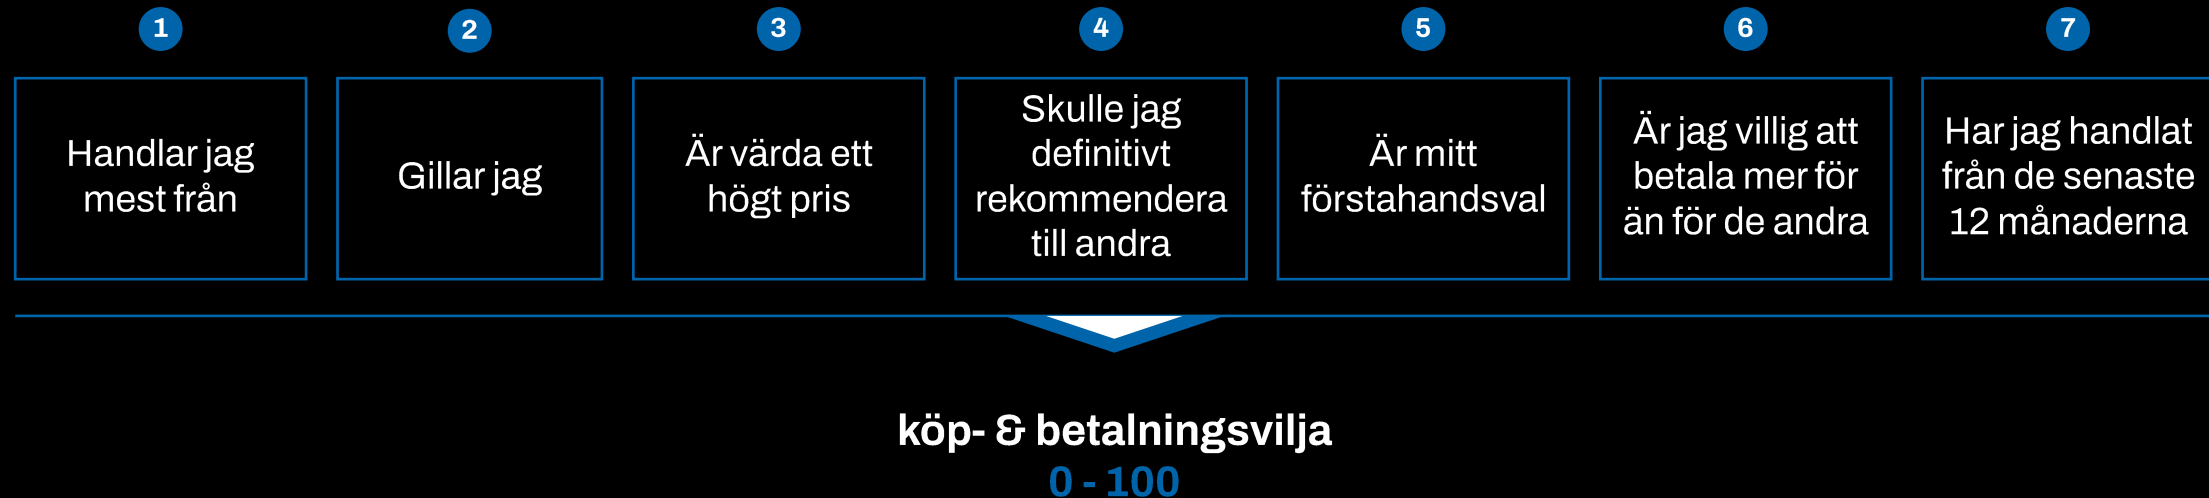 1
Handlar jag
mest från
2
Gillar jag
3
Är värda ett
högt pris
4
Skulle jag
definitivt
rekommendera
till andra
5
Är mitt
förstahandsval
6
Är jag villig att
betala mer för
än för de andra
7
Har jag handlat
från de senaste
12 månaderna
köp- & betalningsvilja
0 - 100